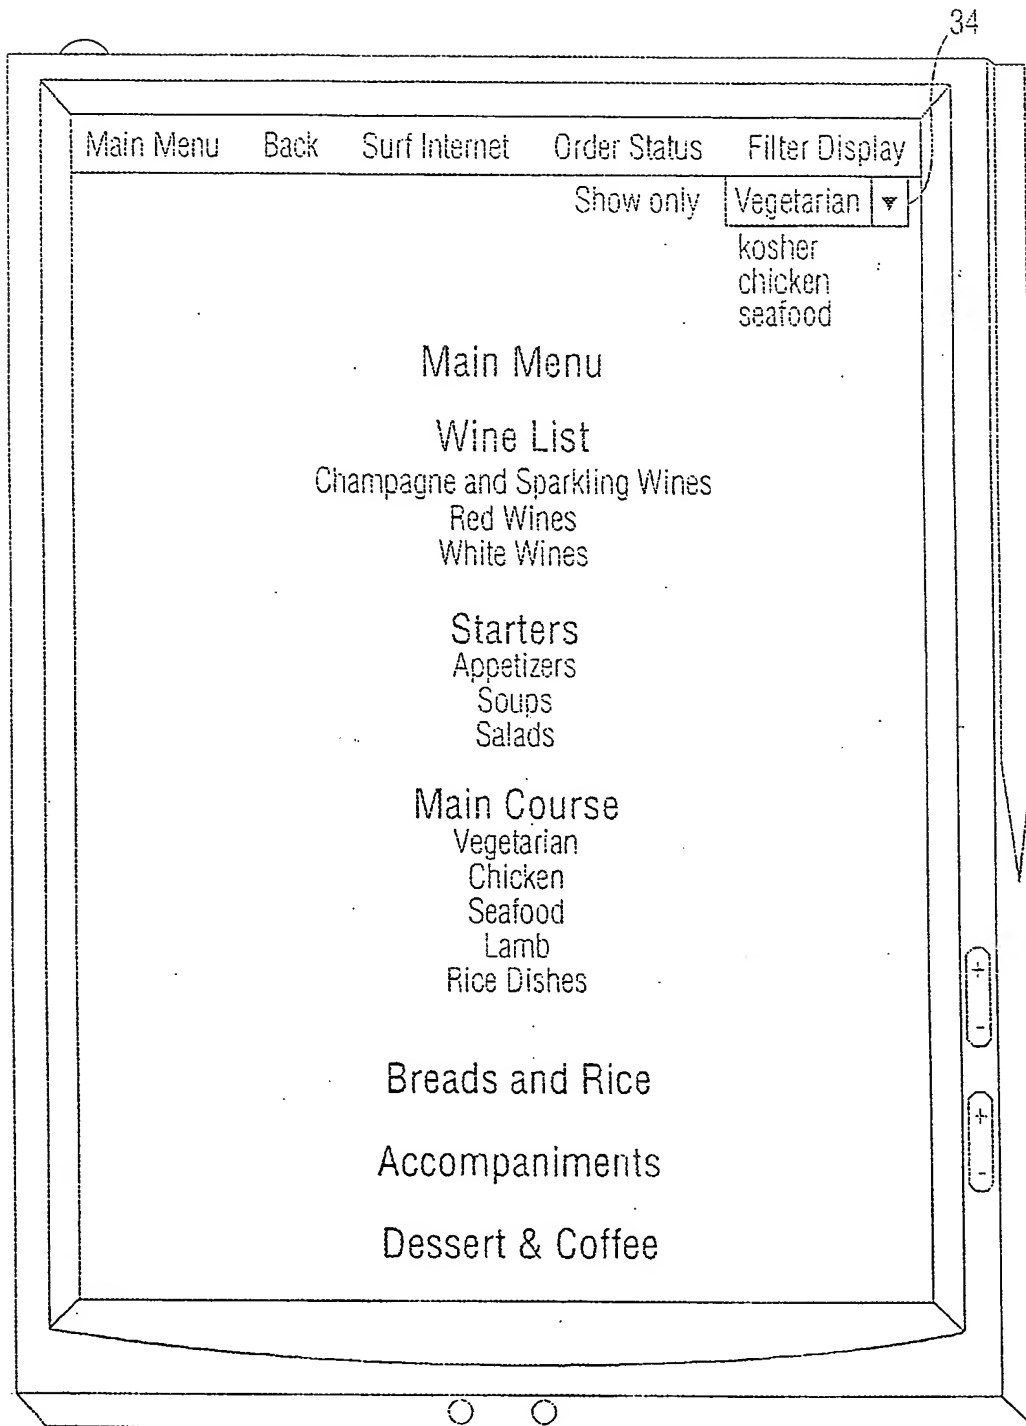 34
Main Menu Back Surf Internet Order Status Filter Display
Show only Vegetarian
kosher
chicken
seafood
Main Menu
Wine List
Champagne and Sparkling Wines
Red Wines
White Wines
Starters
Appetizers
Soups
Salads
Main Course
Vegetarian
Chicken
Seafood
Lamb
Rice Dishes
+
-
Breads and Rice
+
-
Accompaniments
Dessert & Coffee